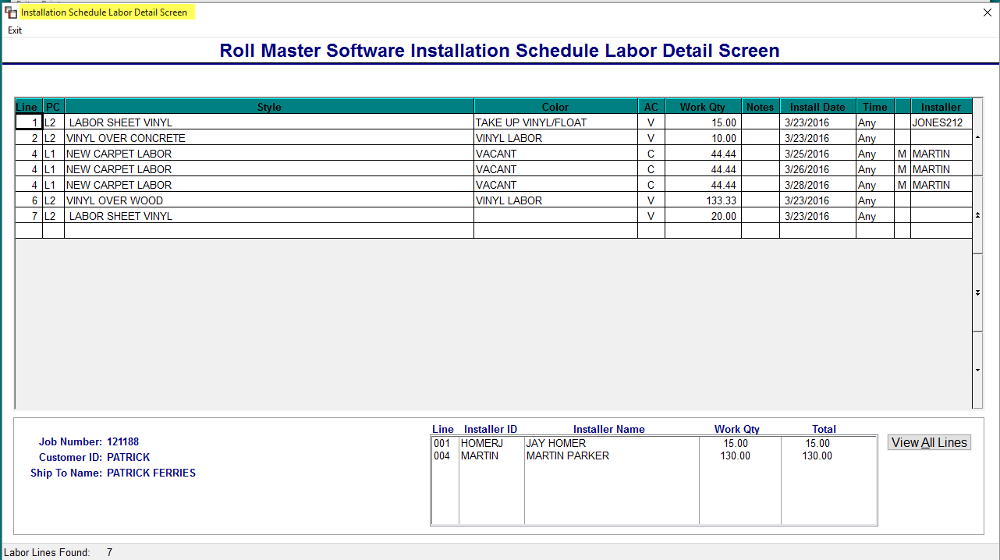 Installation Schedule Labor Detail Screen
Exit
Roll Master Software Installation Schedule Labor Detail Screen
Line PC Style Color AC Work Qty Notes Install Date Time Installer
1 L2 LABOR SHEET VINYL TAKE UP VINYL/FLOAT V 15.00 3/23/2016 Any JONES212
2 L2 VINYL OVER CONCRETE VINYL LABOR V 10.00 3/23/2016 Any
4 L1 NEW CARPET LABOR VACANT C 44.44 3/25/2016 Any M MARTIN
4 L1 NEW CARPET LABOR VACANT C 44.44 3/26/2016 Any M MARTIN
4 L1 NEW CARPET LABOR VACANT C 44.44 3/28/2016 Any M MARTIN
6 L2 VINYL OVER WOOD VINYL LABOR V 133.33 3/23/2016 Any
7 L2 LABOR SHEET VINYL V 20.00 3/23/2016 Any
Job Number: 121188
Customer ID: PATRICK
Ship To Name: PATRICK FERRIES
Line Installer ID Installer Name Work Qty Total
001 HOMERJ JAY HOMER 15.00 15.00
004 MARTIN MARTIN PARKER 130.00 130.00
View All Lines
Labor Lines Found: 7